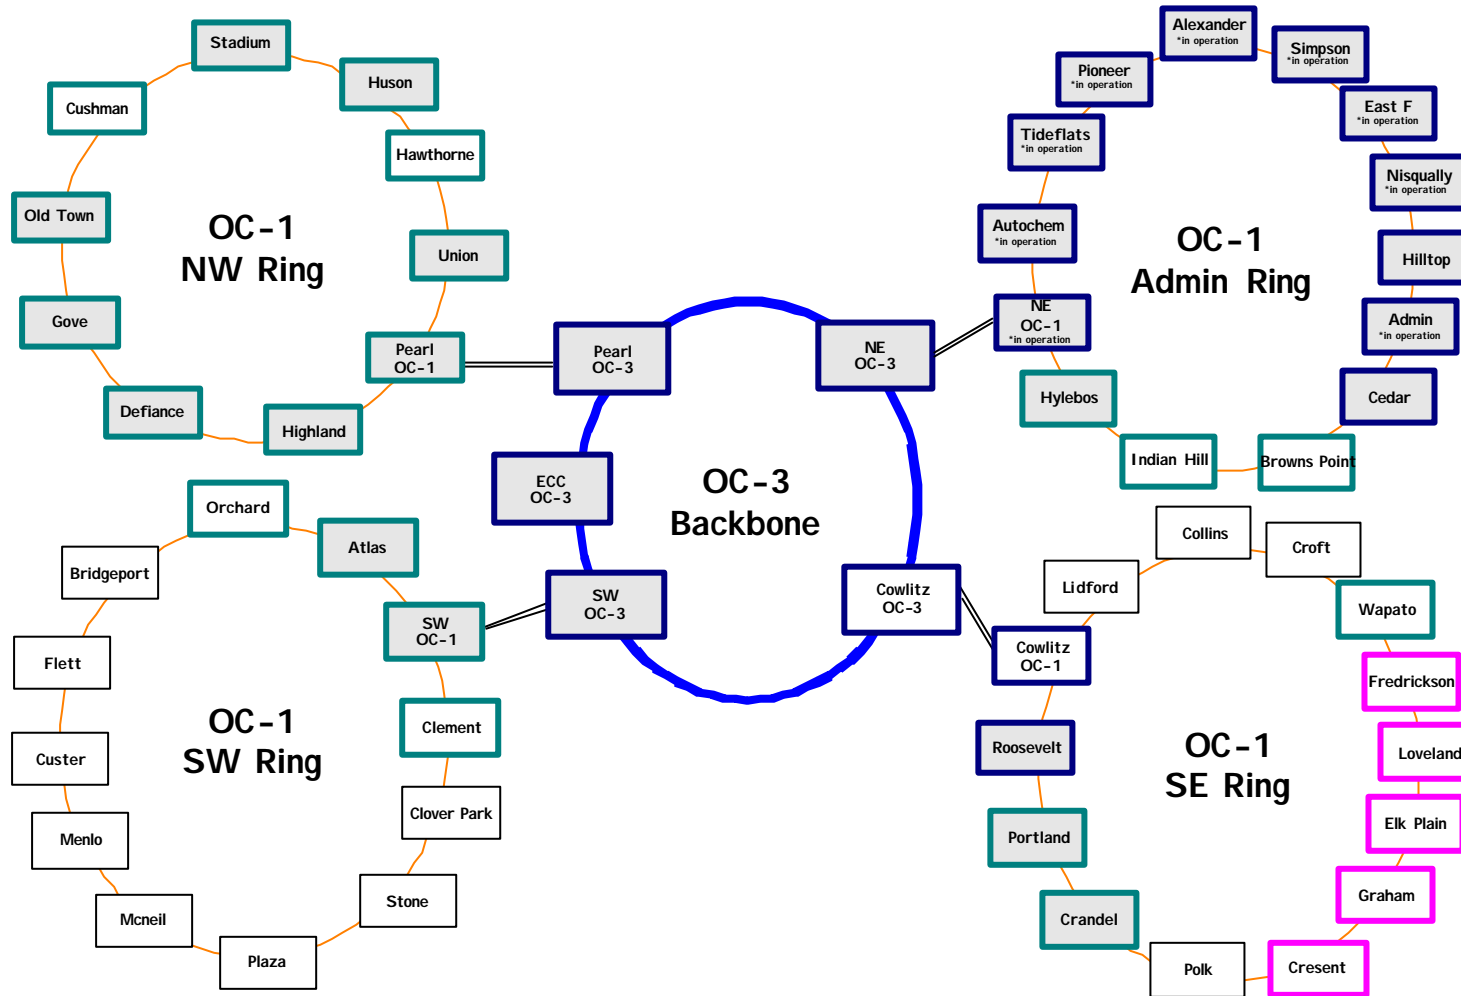 Stadium
Huson
Cushman
Hawthorne
Old Town
OC-1
NW Ring
Union
Gove
Pearl
OC-1
Defiance
Highland
Alexander
*in operation
Simpson
*in operation
Pioneer
*in operation
East F
*in operation
Tideflats
*in operation
Nisqually
*in operation
Autochem
*in operation
OC-1
Admin Ring
Hilltop
NE
OC-1
*in operation
Admin
*in operation
Hylebos
Cedar
Indian Hill
Browns Point
Pearl
OC-3
NE
OC-3
ECC
OC-3
OC-3
Backbone
SW
OC-3
Cowlitz
OC-3
Orchard
Atlas
Bridgeport
SW
OC-1
Flett
OC-1
SW Ring
Clement
Custer
Clover Park
Menlo
Stone
Mcneil
Plaza
Collins
Croft
Lidford
Wapato
Cowlitz
OC-1
Fredrickson
Roosevelt
OC-1
SE Ring
Loveland
Portland
Elk Plain
Graham
Crandel
Polk
Cresent